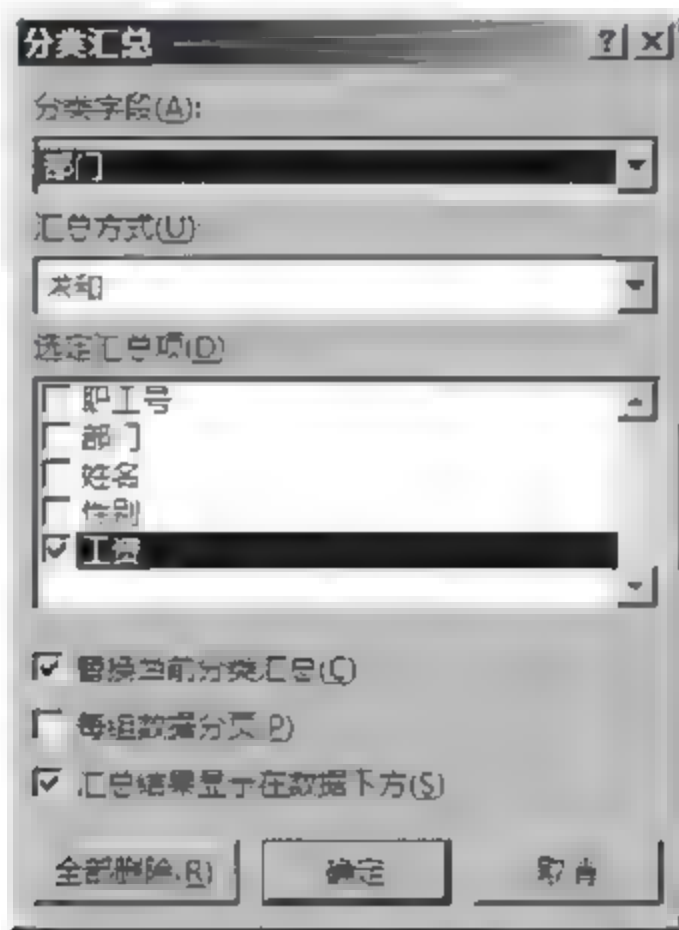 分类汇总
分类字段(A):
部门
汇总方式(U)
求和
选定汇总项(D)
职工号
部门
姓名
性别
工资
替换当前分类汇总(C)
每组数据分页 P)
汇总结果显示在数据下方(S)
全部删除(R) 确定 取消